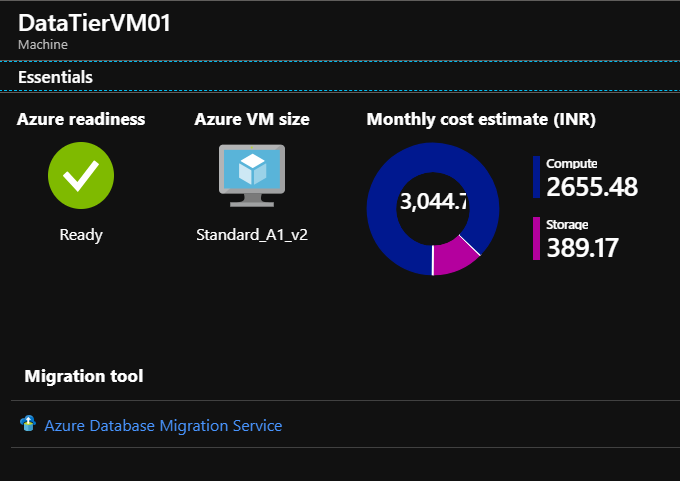 DataTierVM01
Machine
Essentials
Azure readiness
Ready
Azure VM size
Standard_A1_v2
Monthly cost estimate (INR)
3,044.7
Compute
2655.48
Storage
389.17
Migration tool
Azure Database Migration Service